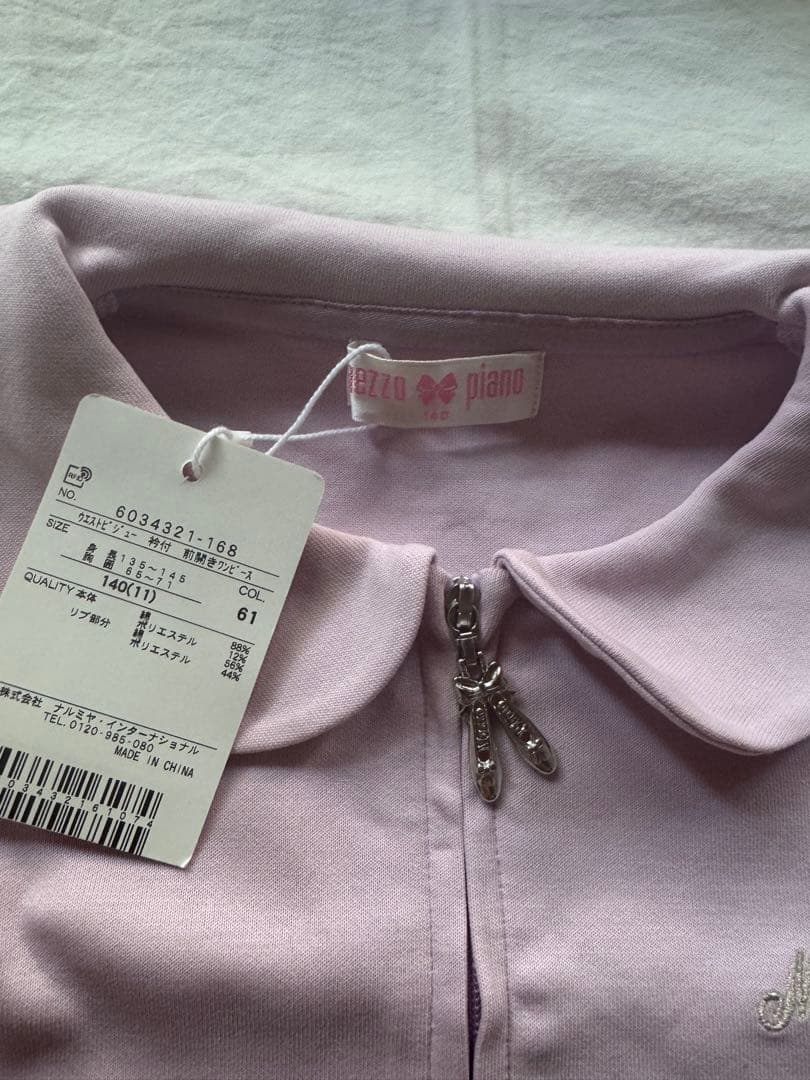 mezzo piano
140
RFID
NO.
6034321-168
ウエストビジュー 衿付 前開きワンピース
SIZE
身長 135～145
胸囲 65～71
140(11)
COL.
61
QUALITY 本体 綿 88%
ポリエステル 12%
リブ部分 綿 56%
ポリエステル 44%
株式会社 ナルミヤ・インターナショナル
TEL.0120-985-080
MADE IN CHINA